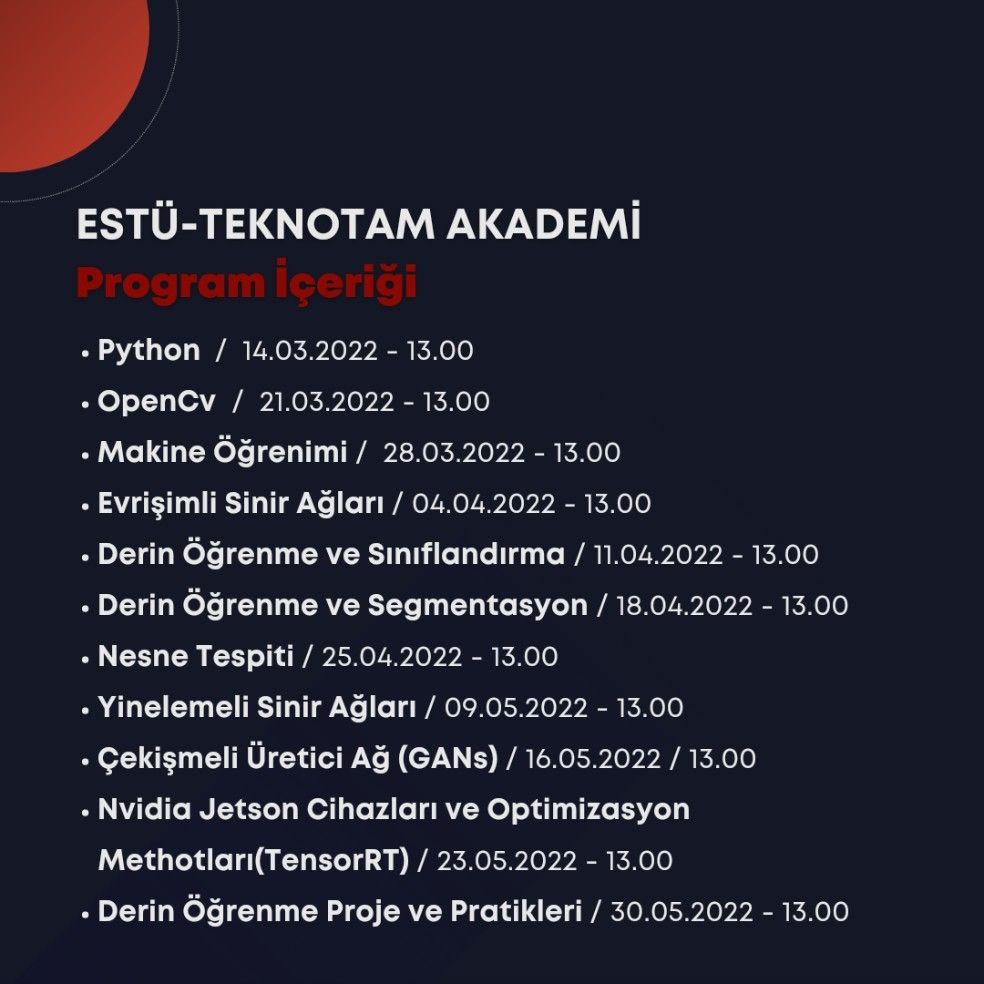 ESTÜ-TEKNOTAM AKADEMİ
Program İçeriği
• Python / 14.03.2022 - 13.00
• OpenCv / 21.03.2022 - 13.00
• Makine Öğrenimi / 28.03.2022 - 13.00
• Evrişimli Sinir Ağları / 04.04.2022 - 13.00
• Derin Öğrenme ve Sınıflandırma / 11.04.2022 - 13.00
• Derin Öğrenme ve Segmentasyon / 18.04.2022 - 13.00
• Nesne Tespiti / 25.04.2022 - 13.00
• Yinelemeli Sinir Ağları / 09.05.2022 - 13.00
• Çekişmeli Üretici Ağ (GANs) / 16.05.2022 / 13.00
• Nvidia Jetson Cihazları ve Optimizasyon
Methotları(TensorRT) / 23.05.2022 - 13.00
• Derin Öğrenme Proje ve Pratikleri / 30.05.2022 - 13.00